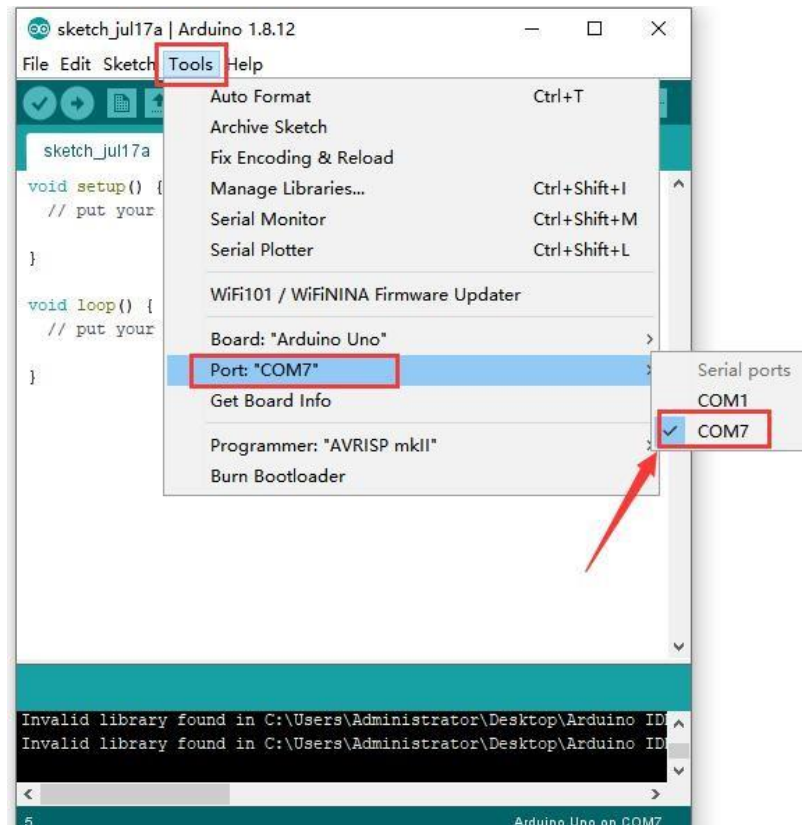 sketch_jul17a | Arduino 1.8.12
File Edit Sketch Tools Help
sketch_jul17a
Auto Format Ctrl+T
Archive Sketch
Fix Encoding & Reload
Manage Libraries... Ctrl+Shift+I
Serial Monitor Ctrl+Shift+M
Serial Plotter Ctrl+Shift+L
WiFi101 / WiFiNINA Firmware Updater
Board: "Arduino Uno"
Port: "COM7"
Get Board Info
Programmer: "AVRISP mkII"
Burn Bootloader
Serial ports
COM1
COM7
void setup() {
// put your
}
void loop() {
// put your
}
Invalid library found in C:\Users\Administrator\Desktop\Arduino ID
Invalid library found in C:\Users\Administrator\Desktop\Arduino ID
5 Arduino Uno on COM7